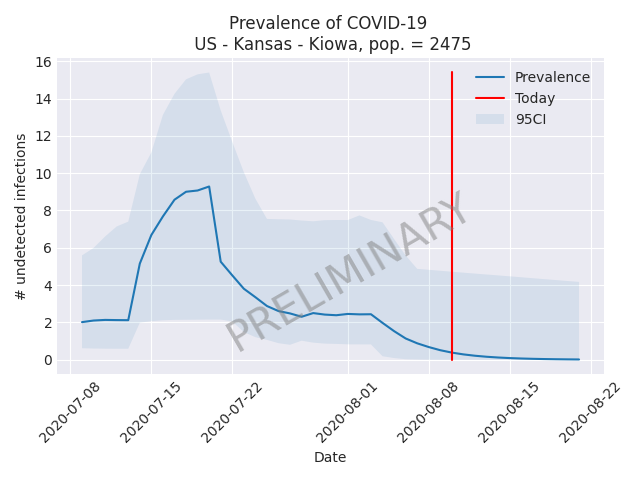 Prevalence of COVID-19
US - Kansas - Kiowa, pop. = 2475
# undetected infections
16
14
12
10
8
6
4
2
0
Prevalence
Today
95CI
PRELIMINARY
2020-07-08
2020-07-15
2020-07-22
2020-08-01
2020-08-08
2020-08-15
2020-08-22
Date